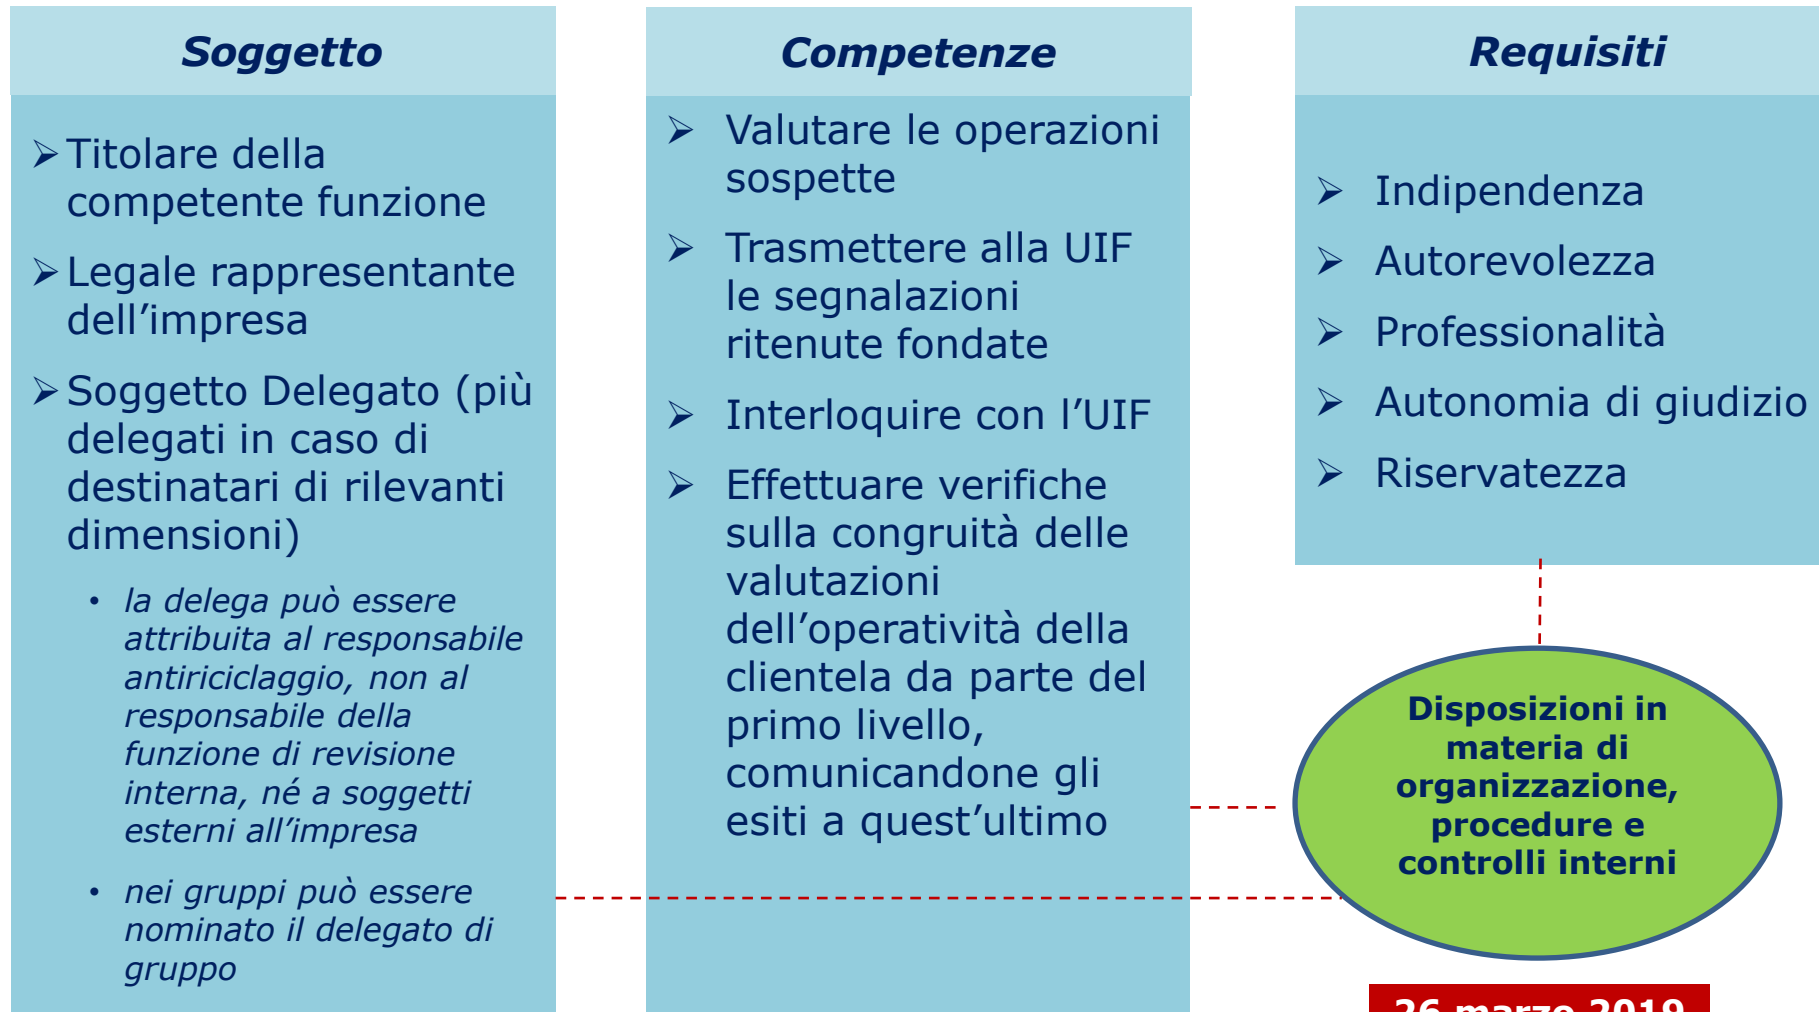 Soggetto
➢ Titolare della
competente funzione
➢ Legale rappresentante
dell’impresa
➢ Soggetto Delegato (più
delegati in caso di
destinatari di rilevanti
dimensioni)
• la delega può essere
attribuita al responsabile
antiriciclaggio, non al
responsabile della
funzione di revisione
interna, né a soggetti
esterni all’impresa
• nei gruppi può essere
nominato il delegato di
gruppo
Competenze
➢ Valutare le operazioni
sospette
➢ Trasmettere alla UIF
le segnalazioni
ritenute fondate
➢ Interloquire con l’UIF
➢ Effettuare verifiche
sulla congruità delle
valutazioni
dell’operatività della
clientela da parte del
primo livello,
comunicandone gli
esiti a quest’ultimo
Requisiti
➢ Indipendenza
➢ Autorevolezza
➢ Professionalità
➢ Autonomia di giudizio
➢ Riservatezza
Disposizioni in
materia di
organizzazione,
procedure e
controlli interni
26 marzo 2019